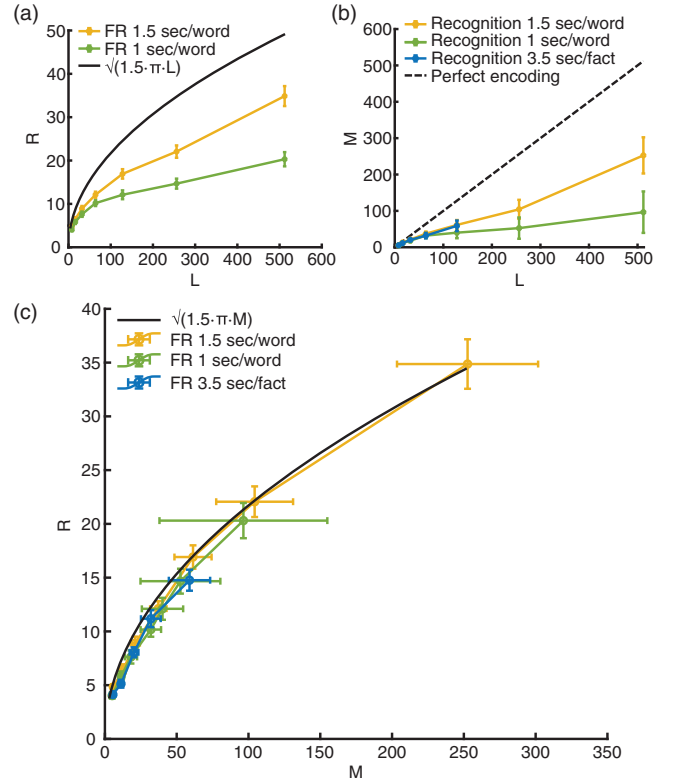 (a)
FR 1.5 sec/word
FR 1 sec/word
√(1.5·π·L)
50
40
30
20
10
0
R
0 100 200 300 400 500 600
L
(b)
Recognition 1.5 sec/word
Recognition 1 sec/word
Recognition 3.5 sec/fact
Perfect encoding
600
500
400
300
200
100
0
M
0 100 200 300 400 500
L
(c)
√(1.5·π·M)
FR 1.5 sec/word
FR 1 sec/word
FR 3.5 sec/fact
40
35
30
25
20
15
10
5
0
R
0 50 100 150 200 250 300 350
M